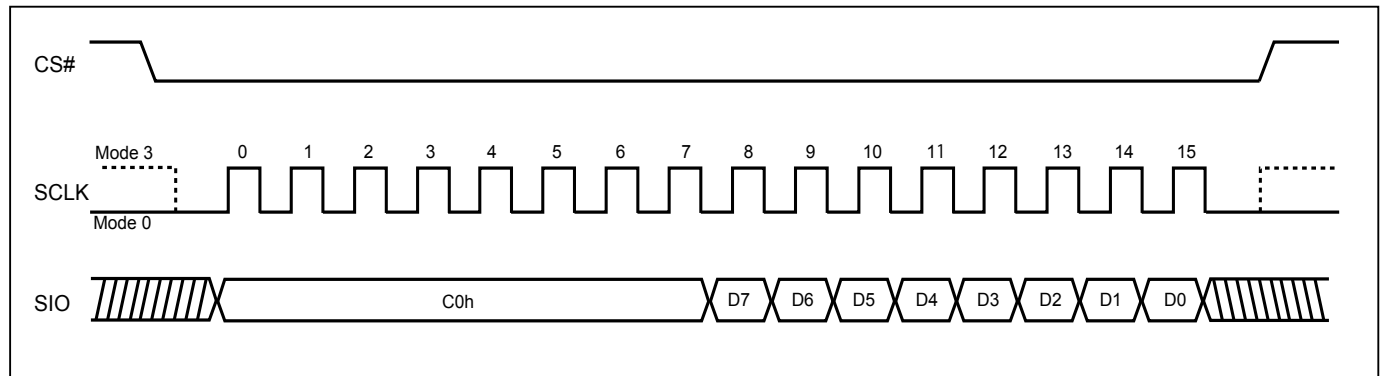 CS#
Mode 3 0 1 2 3 4 5 6 7 8 9 10 11 12 13 14 15
SCLK
Mode 0
SIO C0h D7 D6 D5 D4 D3 D2 D1 D0